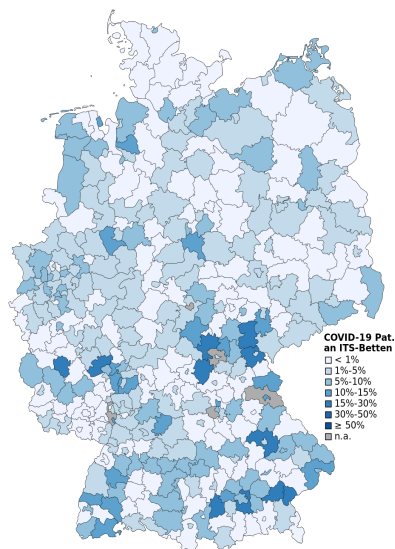 COVID-19 Pat.
an ITS-Betten
< 1%
1%-5%
5%-10%
10%-15%
15%-30%
30%-50%
≥ 50%
n.a.